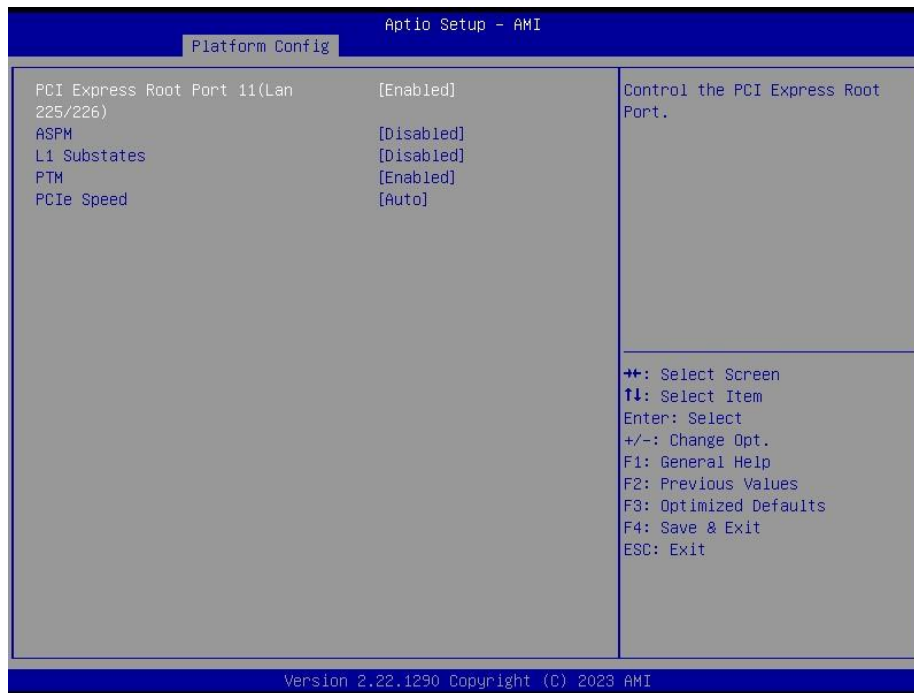 Aptio Setup - AMI
Platform Config
PCI Express Root Port 11(Lan 225/226) [Enabled]
ASPM [Disabled]
L1 Substates [Disabled]
PTM [Enabled]
PCIe Speed [Auto]
Control the PCI Express Root
Port.
→←: Select Screen
↑↓: Select Item
Enter: Select
+/-: Change Opt.
F1: General Help
F2: Previous Values
F3: Optimized Defaults
F4: Save & Exit
ESC: Exit
Version 2.22.1290 Copyright (C) 2023 AMI